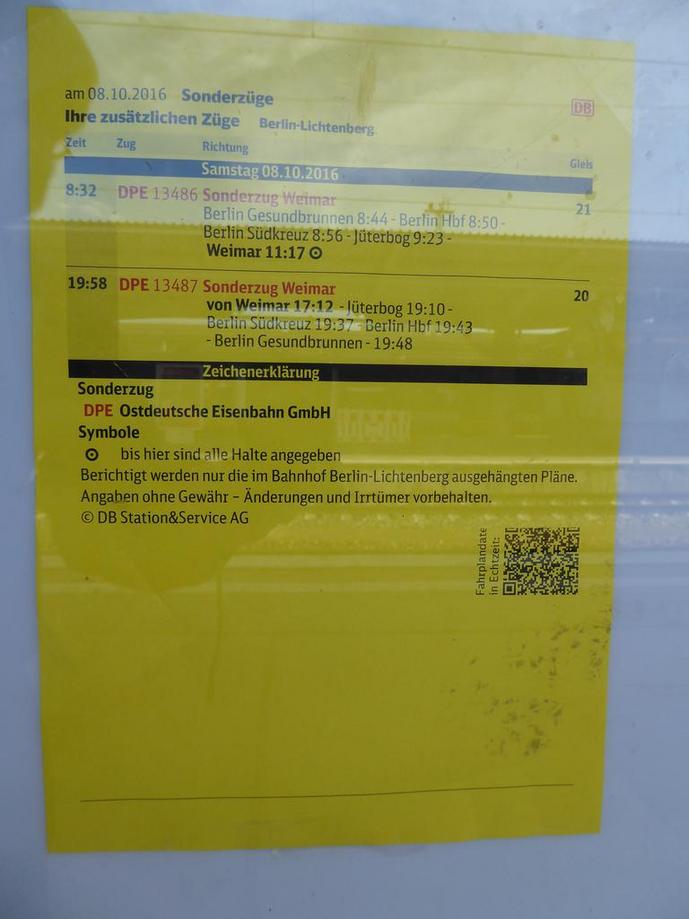 am 08.10.2016 Sonderzüge
DB
Ihre zusätzlichen Züge Berlin-Lichtenberg
Zeit Zug Richtung Gleis
Samstag 08.10.2016
8:32 DPE 13486 Sonderzug Weimar 21
Berlin Gesundbrunnen 8:44 - Berlin Hbf 8:50 -
Berlin Südkreuz 8:56 - Jüterbog 9:23 -
Weimar 11:17 ⊙
19:58 DPE 13487 Sonderzug Weimar 20
von Weimar 17:12 - Jüterbog 19:10 -
Berlin Südkreuz 19:37 - Berlin Hbf 19:43
- Berlin Gesundbrunnen - 19:48
Zeichenerklärung
Sonderzug
DPE Ostdeutsche Eisenbahn GmbH
Symbole
⊙ bis hier sind alle Halte angegeben
Berichtigt werden nur die im Bahnhof Berlin-Lichtenberg ausgehängten Pläne.
Angaben ohne Gewähr – Änderungen und Irrtümer vorbehalten.
© DB Station&Service AG
Fahrplandate
in Echtzeit: